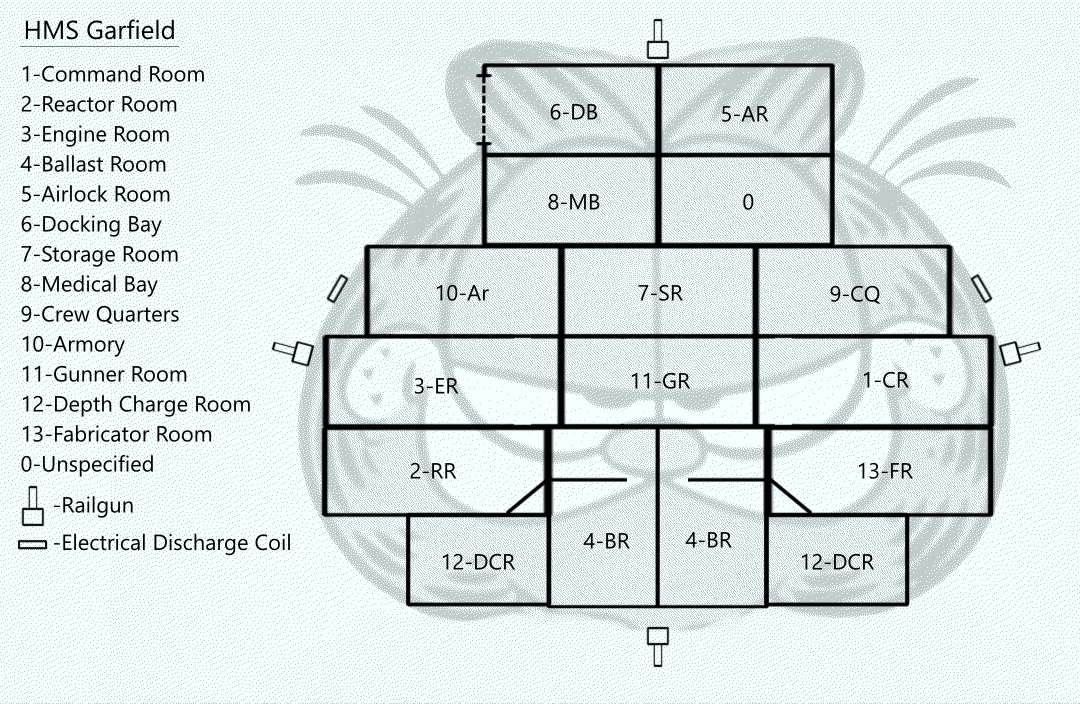 HMS Garfield
1-Command Room
2-Reactor Room
3-Engine Room
4-Ballast Room
5-Airlock Room
6-Docking Bay
7-Storage Room
8-Medical Bay
9-Crew Quarters
10-Armory
11-Gunner Room
12-Depth Charge Room
13-Fabricator Room
0-Unspecified
-Railgun
-Electrical Discharge Coil
6-DB
5-AR
8-MB
0
10-Ar
7-SR
9-CQ
3-ER
11-GR
1-CR
2-RR
13-FR
4-BR
4-BR
12-DCR
12-DCR